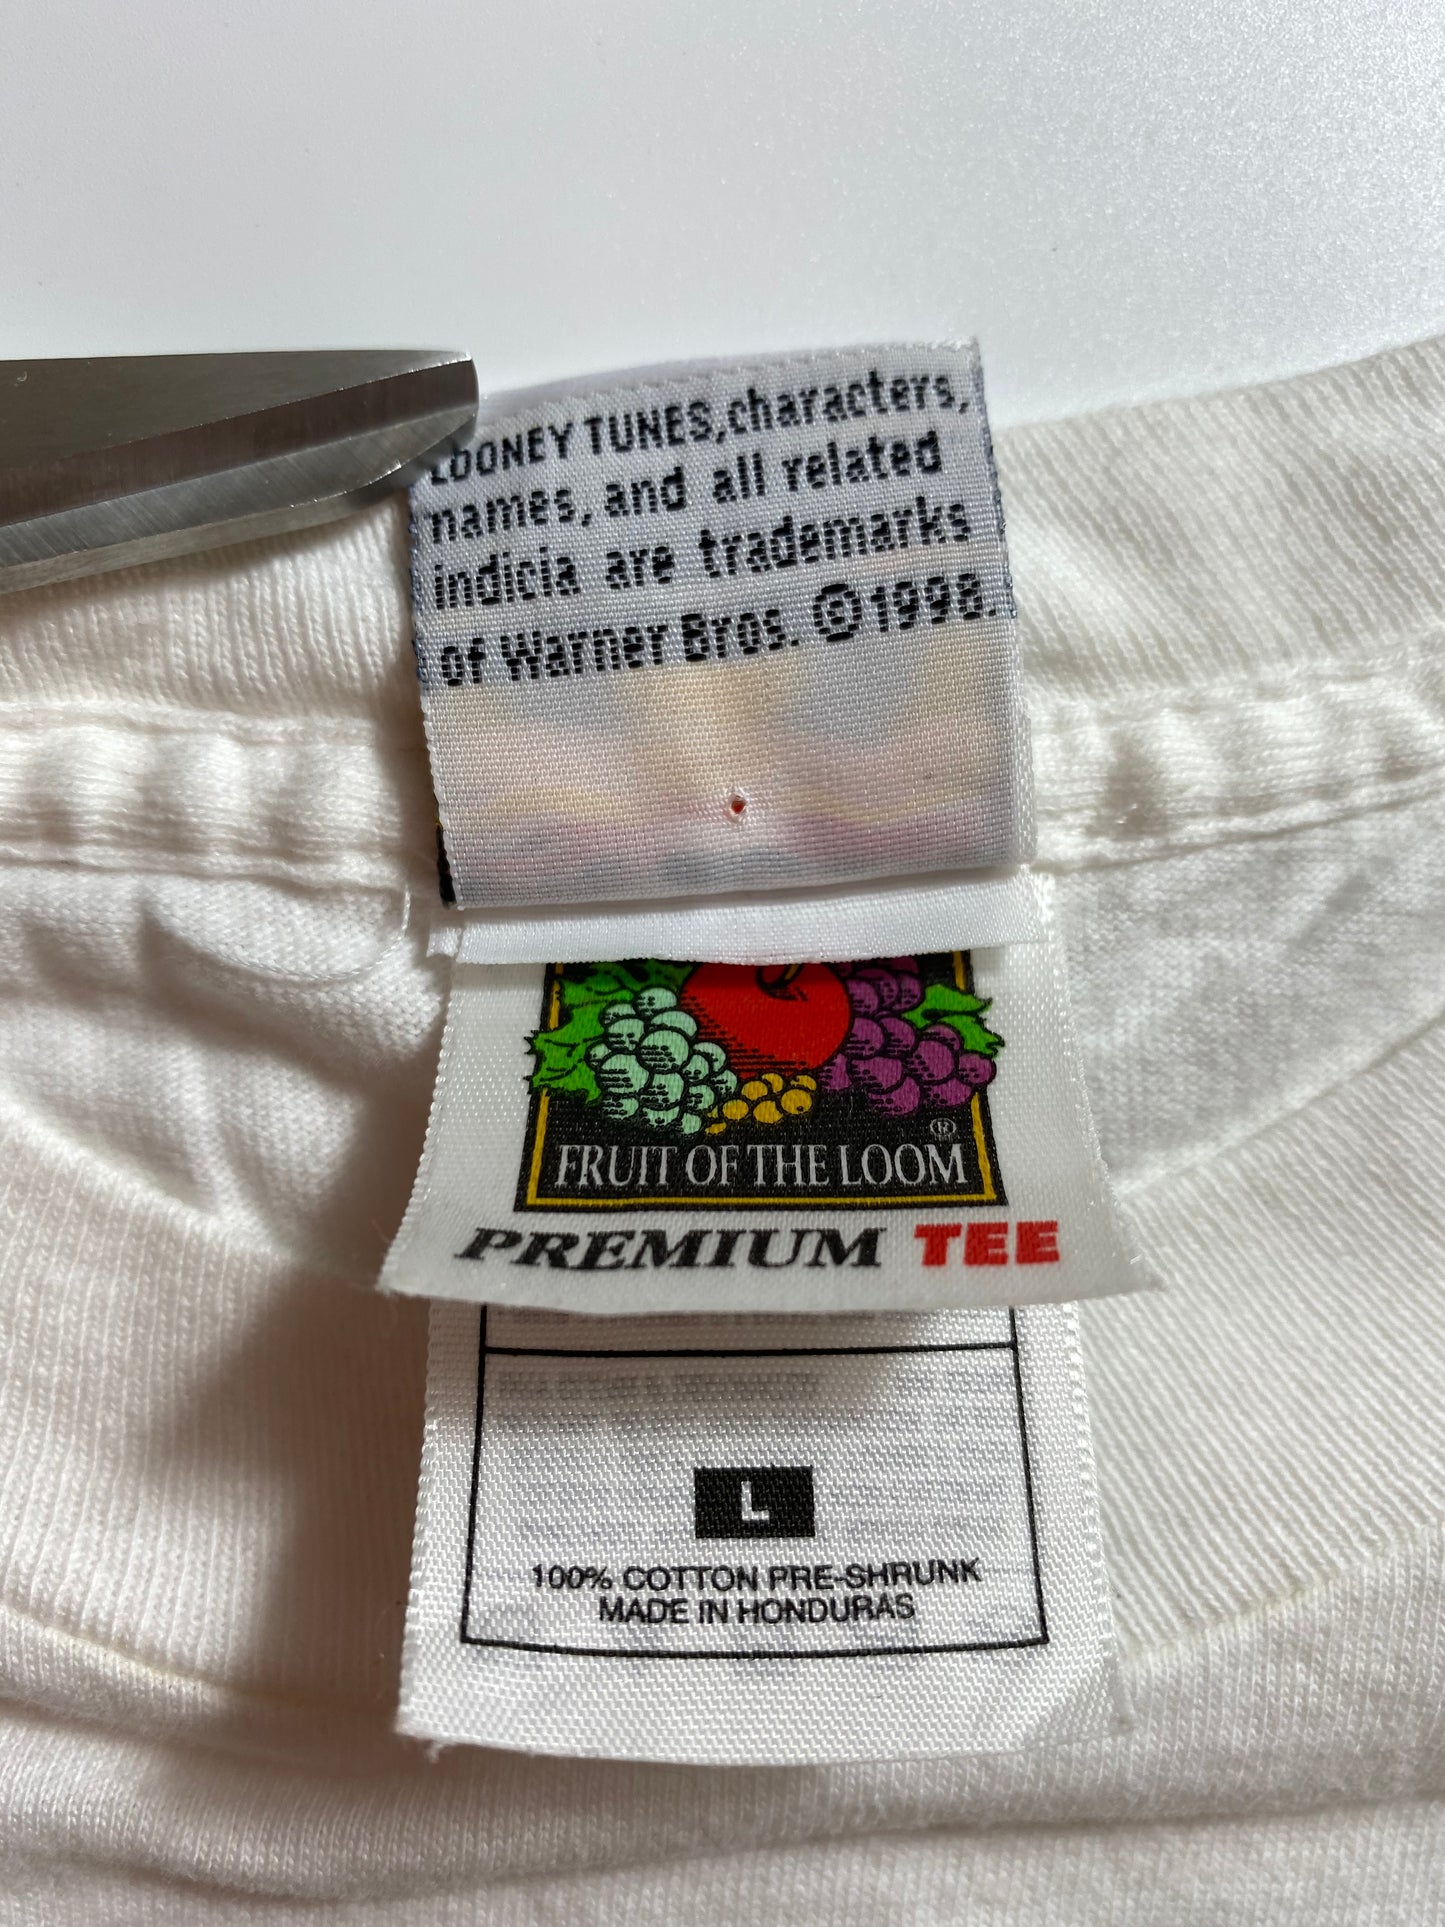 LOONEY TUNES, characters,
names, and all related
indicia are trademarks
of Warner Bros. ©1998.
FRUIT OF THE LOOM ®
PREMIUM TEE
L
100% COTTON PRE-SHRUNK
MADE IN HONDURAS